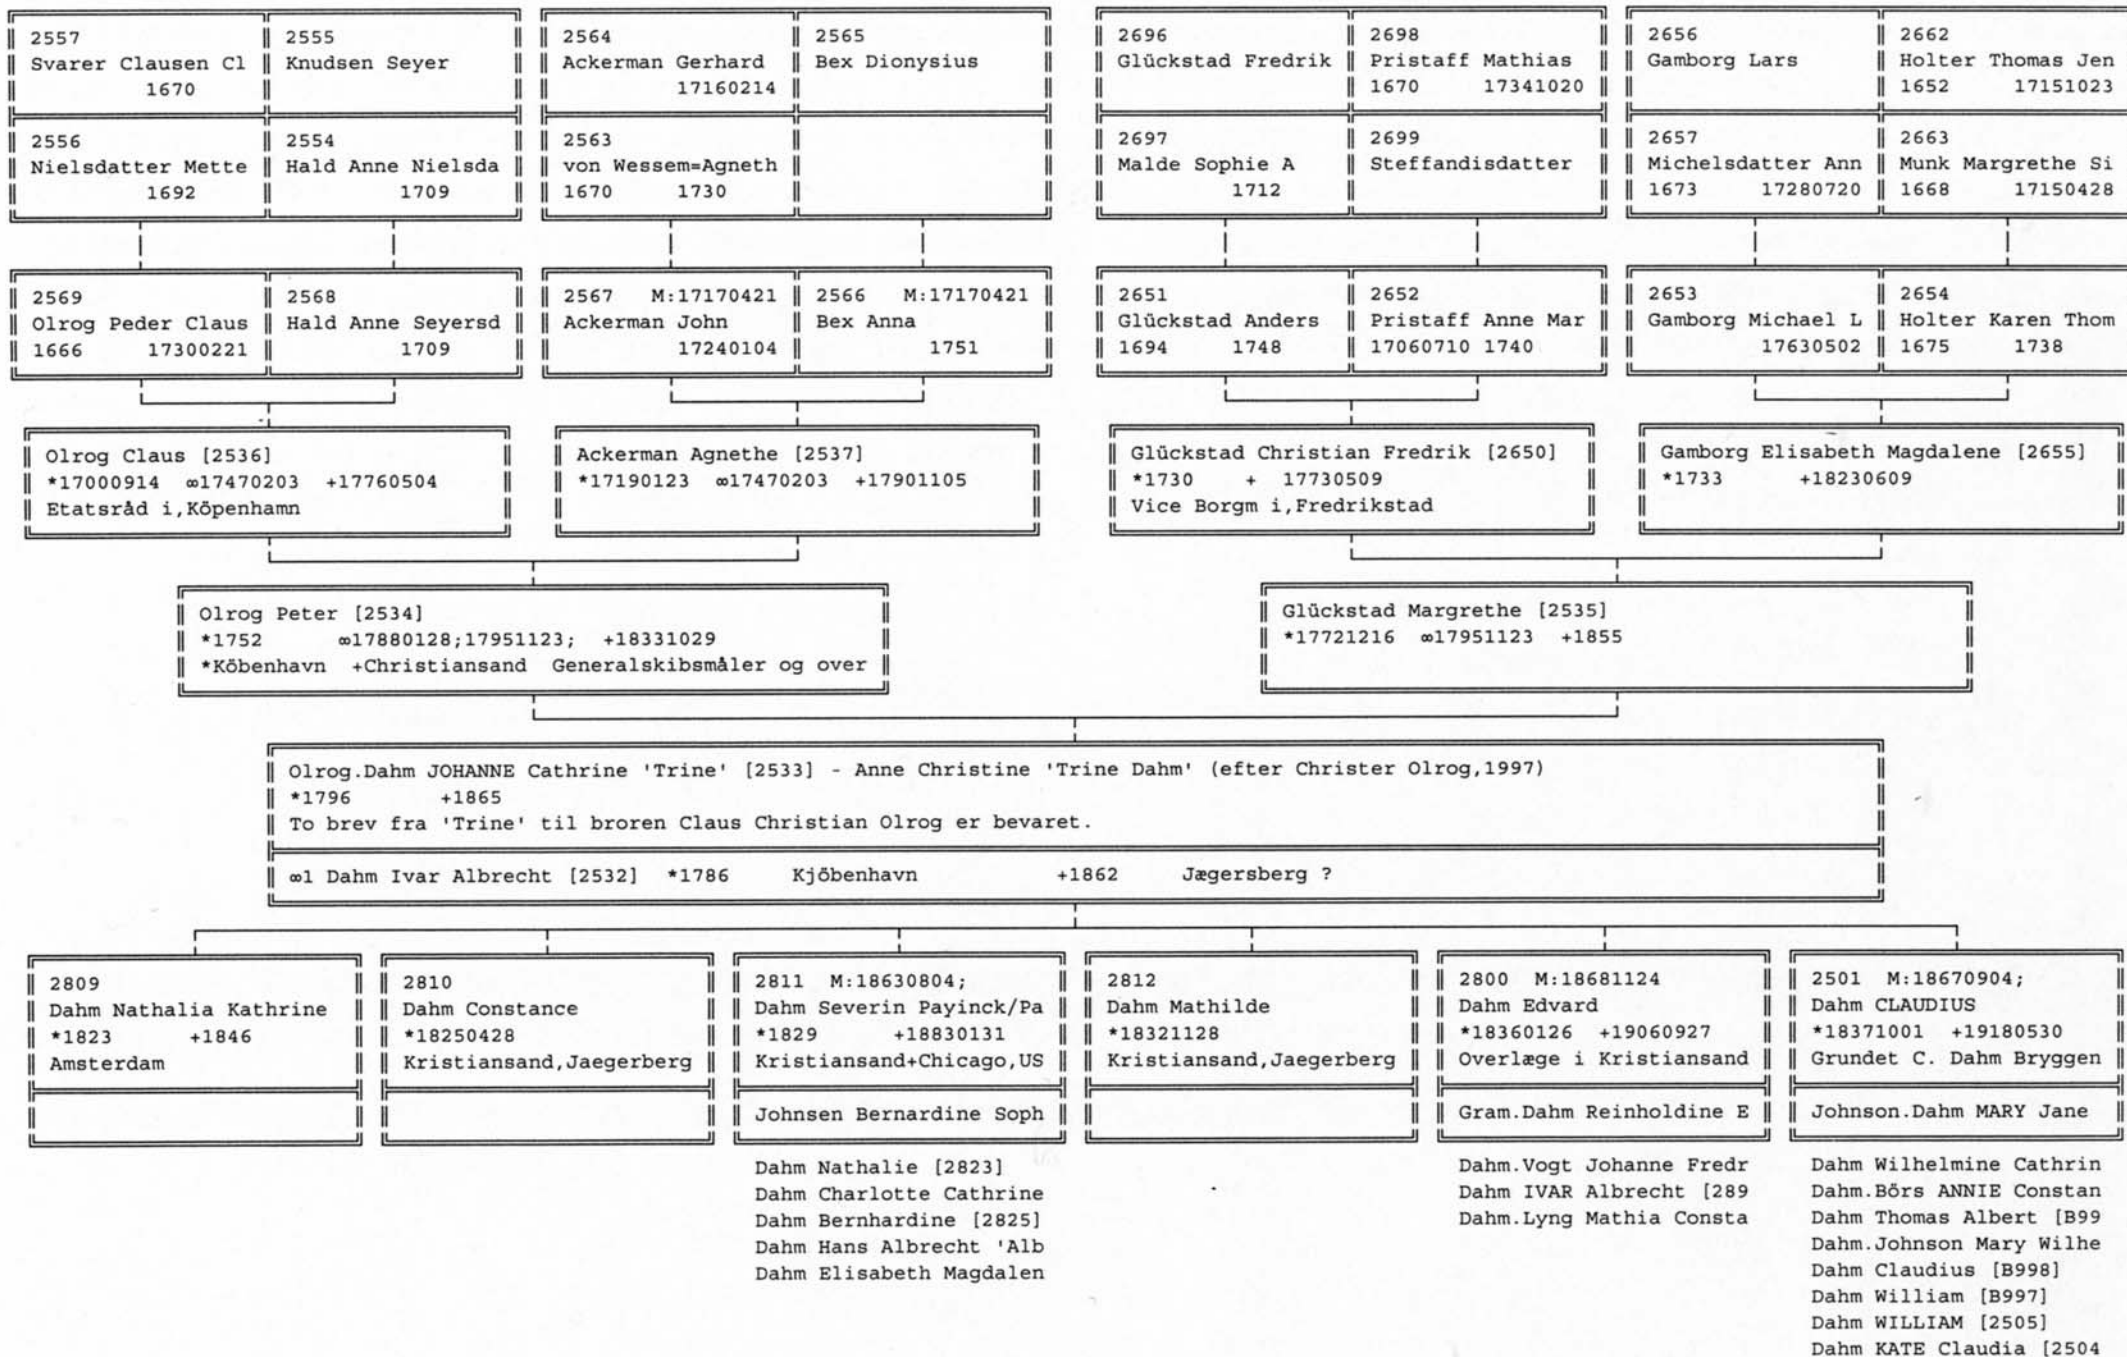 2557
Svarer Clausen Cl
1670
2555
Knudsen Seyer
2564
Ackerman Gerhard
17160214
2565
Bex Dionysius
2696
Glückstad Fredrik
2698
Pristaff Mathias
1670 17341020
2656
Gamborg Lars
2662
Holter Thomas Jen
1652 17151023
2556
Nielsdatter Mette
1692
2554
Hald Anne Nielsda
1709
2563
von Wessem=Agneth
1670 1730
2697
Malde Sophie A
1712
2699
Steffandisdatter
2657
Michelsdatter Ann
1673 17280720
2663
Munk Margrethe Si
1668 17150428
2569
Olrog Peder Claus
1666 17300221
2568
Hald Anne Seyersd
1709
2567 M:17170421
Ackerman John
17240104
2566 M:17170421
Bex Anna
1751
2651
Glückstad Anders
1694 1748
2652
Pristaff Anne Mar
17060710 1740
2653
Gamborg Michael L
17630502
2654
Holter Karen Thom
1675 1738
Olrog Claus [2536]
*17000914 ∞17470203 +17760504
Etatsråd i,Köpenhamn
Ackerman Agnethe [2537]
*17190123 ∞17470203 +17901105
Glückstad Christian Fredrik [2650]
*1730 + 17730509
Vice Borgm i,Fredrikstad
Gamborg Elisabeth Magdalene [2655]
*1733 +18230609
Olrog Peter [2534]
*1752 ∞17880128;17951123; +18331029
*Köbenhavn +Christiansand Generalskibsmåler og over
Glückstad Margrethe [2535]
*17721216 ∞17951123 +1855
Olrog.Dahm JOHANNE Cathrine 'Trine' [2533] - Anne Christine 'Trine Dahm' (efter Christer Olrog,1997)
*1796 +1865
To brev fra 'Trine' til broren Claus Christian Olrog er bevaret.
∞1 Dahm Ivar Albrecht [2532] *1786 Kjöbenhavn +1862 Jægersberg ?
2809
Dahm Nathalia Kathrine
*1823 +1846
Amsterdam
2810
Dahm Constance
*18250428
Kristiansand,Jaegerberg
2811 M:18630804;
Dahm Severin Payinck/Pa
*1829 +18830131
Kristiansand+Chicago,US
Johnsen Bernardine Soph
Dahm Nathalie [2823]
Dahm Charlotte Cathrine
Dahm Bernhardine [2825]
Dahm Hans Albrecht 'Alb
Dahm Elisabeth Magdalen
2812
Dahm Mathilde
*18321128
Kristiansand,Jaegerberg
2800 M:18681124
Dahm Edvard
*18360126 +19060927
Overlæge i Kristiansand
Gram.Dahm Reinholdine E
Dahm.Vogt Johanne Fredr
Dahm IVAR Albrecht [289
Dahm.Lyng Mathia Consta
2501 M:18670904;
Dahm CLAUDIUS
*18371001 +19180530
Grundet C. Dahm Bryggen
Johnson.Dahm MARY Jane
Dahm Wilhelmine Cathrin
Dahm.Börs ANNIE Constan
Dahm Thomas Albert [B99
Dahm.Johnson Mary Wilhe
Dahm Claudius [B998]
Dahm William [B997]
Dahm WILLIAM [2505]
Dahm KATE Claudia [2504